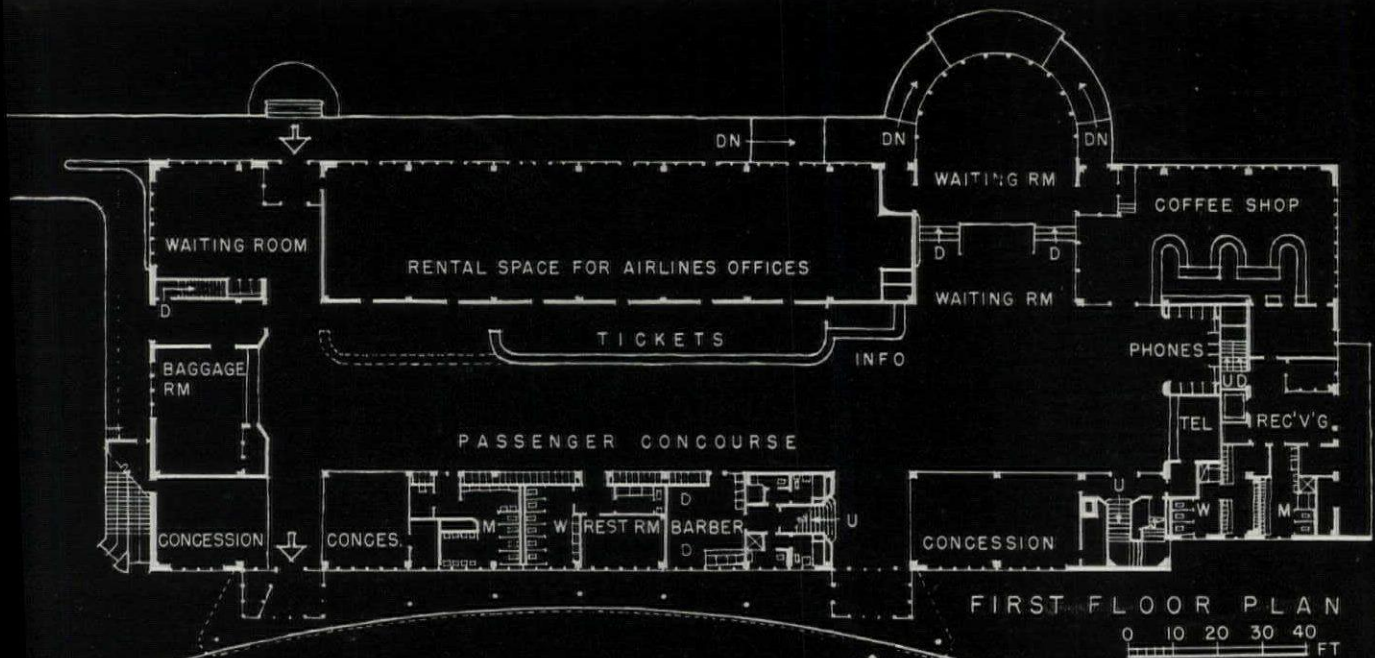 DN
DN
DN
WAITING RM
COFFEE SHOP
WAITING ROOM
D
D
RENTAL SPACE FOR AIRLINES OFFICES
WAITING RM
D
TICKETS
INFO
PHONES
BAGGAGE
RM
U D
TEL
REC'V'G
PASSENGER CONCOURSE
U
D
M
W
REST RM
BARBER
U
W
M
CONCESSION
CONCES.
D
CONCESSION
FIRST FLOOR PLAN
0 10 20 30 40
FT